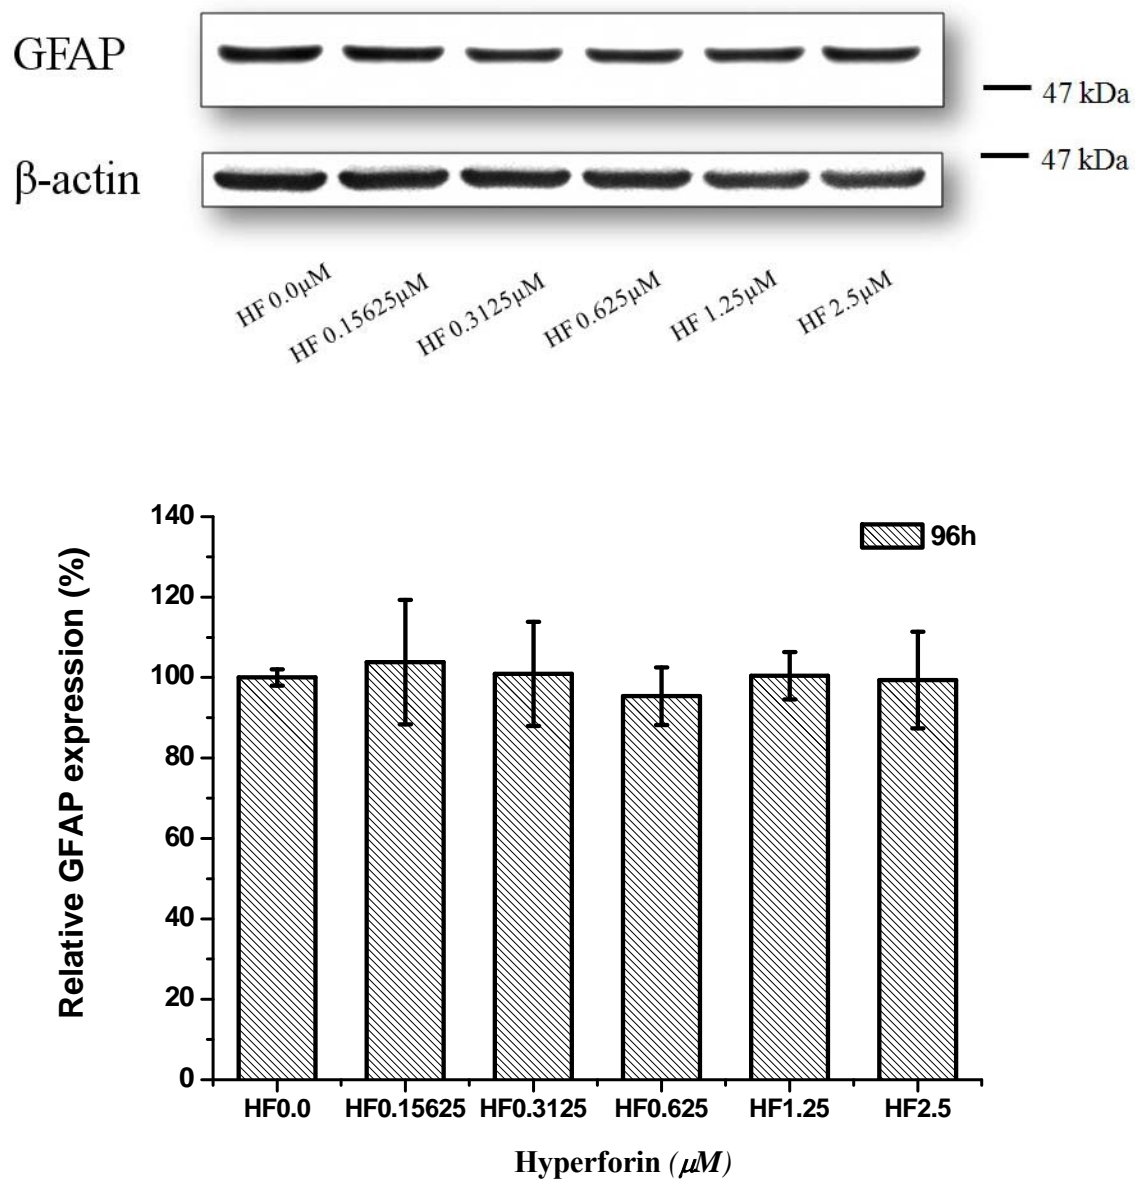 GFAP
47 kDa
β-actin
47 kDa
HF 0.0µM
HF 0.15625µM
HF 0.3125µM
HF 0.625µM
HF 1.25µM
HF 2.5µM
140
120
100
80
60
40
20
0
Relative GFAP expression (%)
96h
HF0.0 HF0.15625 HF0.3125 HF0.625 HF1.25 HF2.5
Hyperforin (µM)